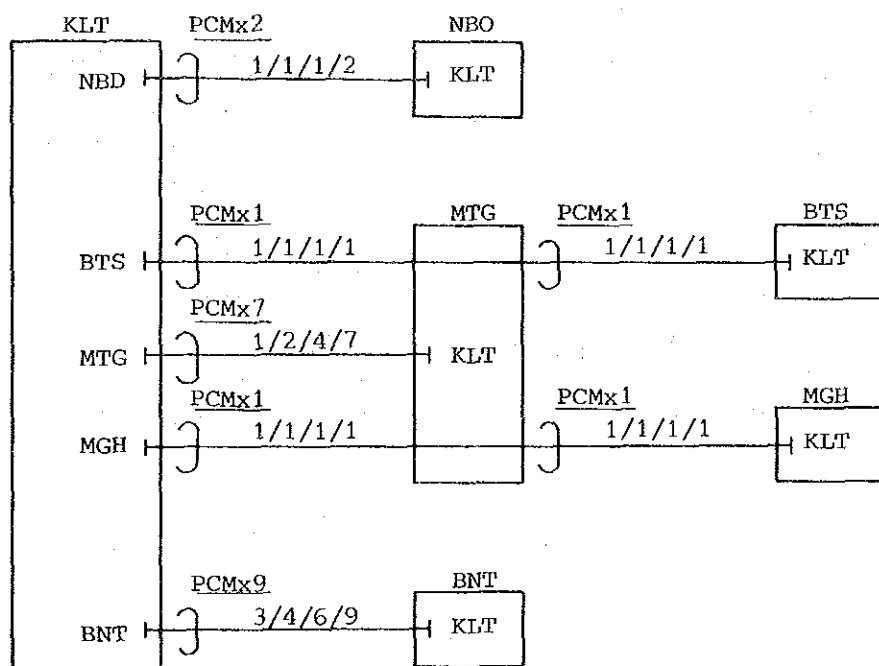 KLT PCMx2 NBO
NBD 1/1/1/2 KLT
PCMx1 MTG PCMx1 BTS
BTS 1/1/1/1 1/1/1/1 KLT
PCMx7
MTG 1/2/4/7 KLT
PCMx1 PCMx1 MGH
MGH 1/1/1/1 1/1/1/1 KLT
PCMx9 BNT
BNT 3/4/6/9 KLT